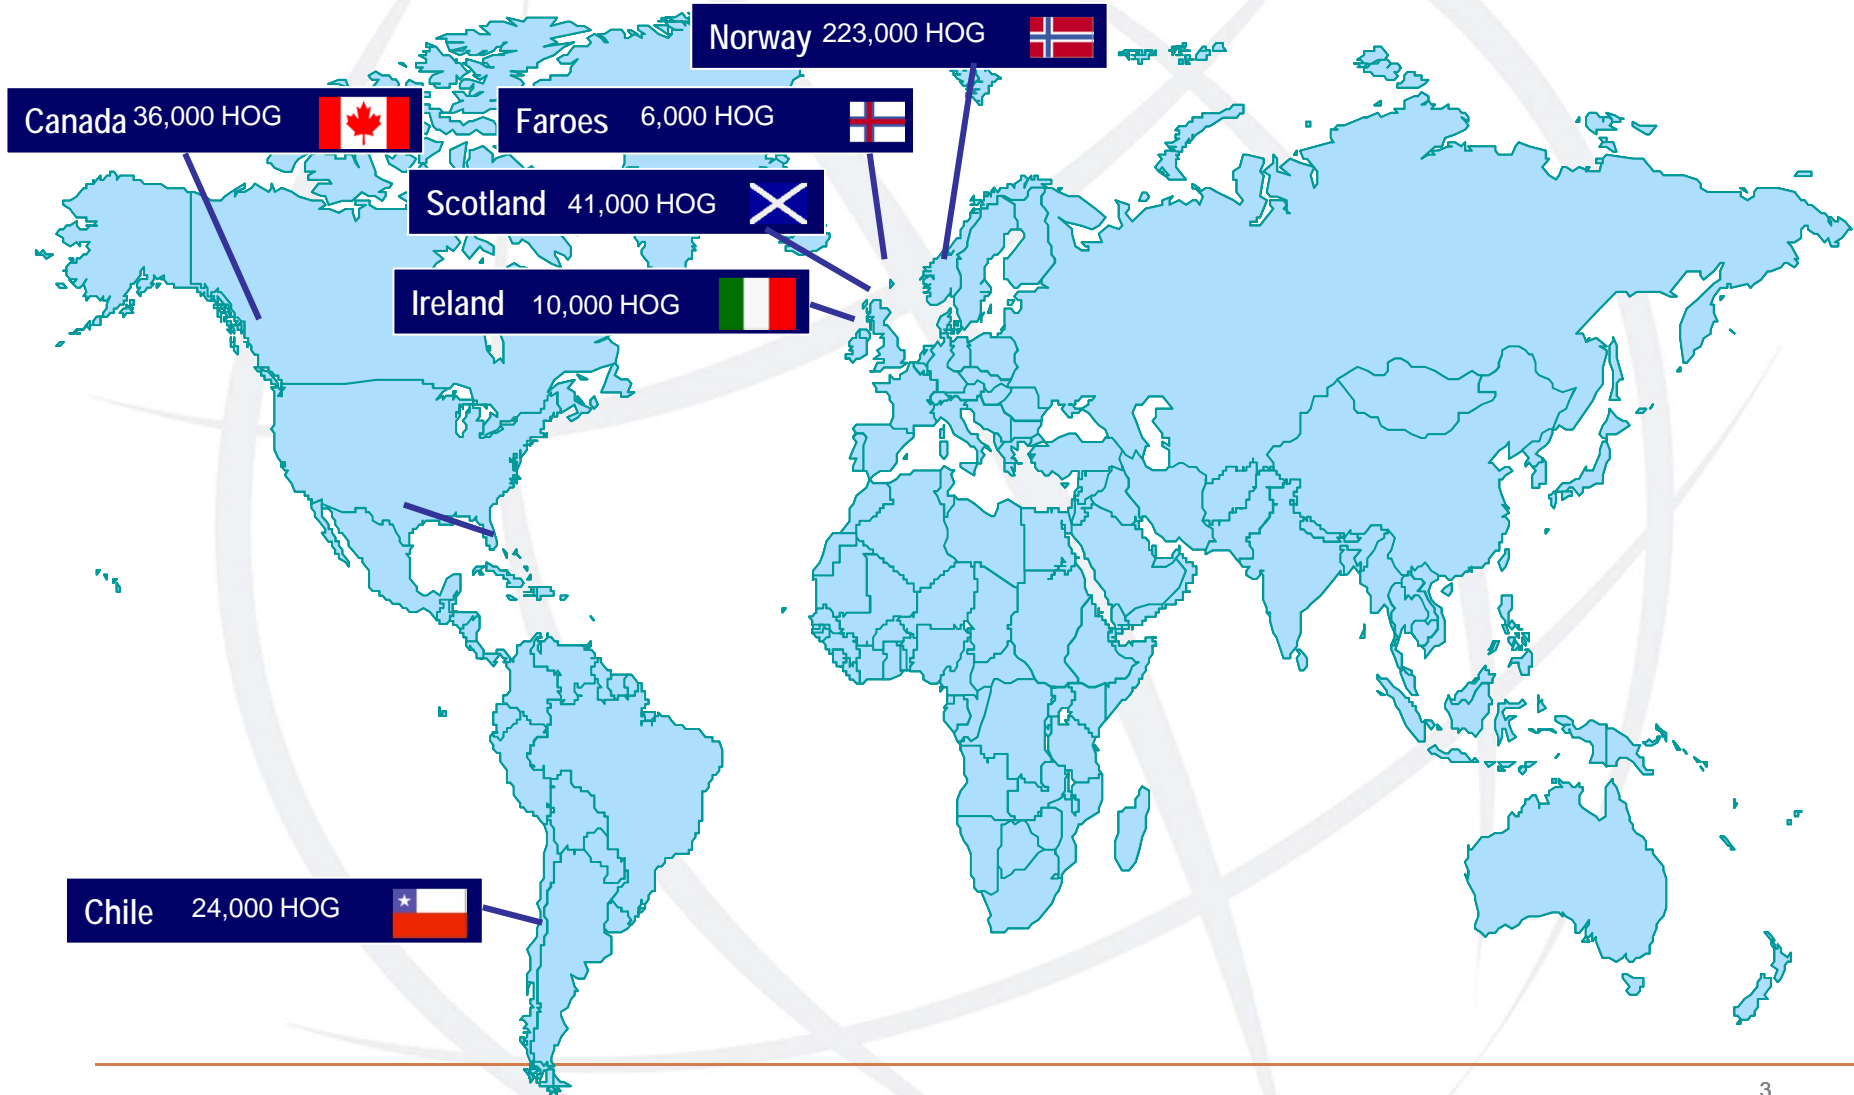 Norway 223,000 HOG
Canada 36,000 HOG
Faroes 6,000 HOG
Scotland 41,000 HOG
Ireland 10,000 HOG
Chile 24,000 HOG
3